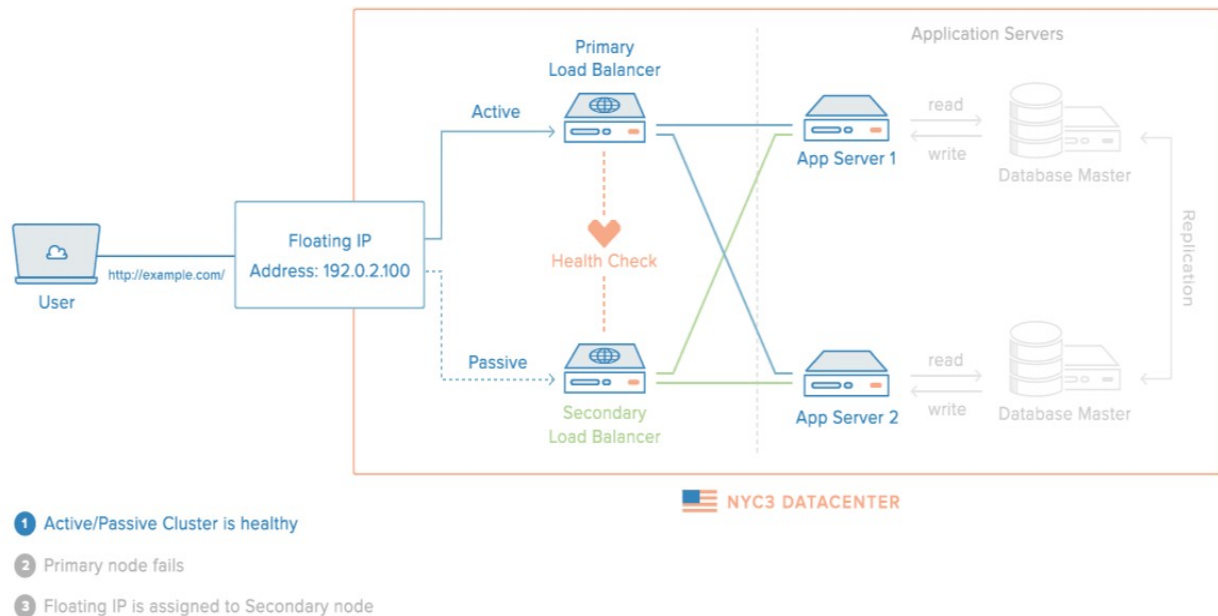 Application Servers
Primary
Load Balancer
Active
read
write
App Server 1
Database Master
Floating IP
Address: 192.0.2.100
http://example.com/
User
Health Check
Replication
Passive
read
write
Secondary
Load Balancer
App Server 2
Database Master
NYC3 DATACENTER
1 Active/Passive Cluster is healthy
2 Primary node fails
3 Floating IP is assigned to Secondary node